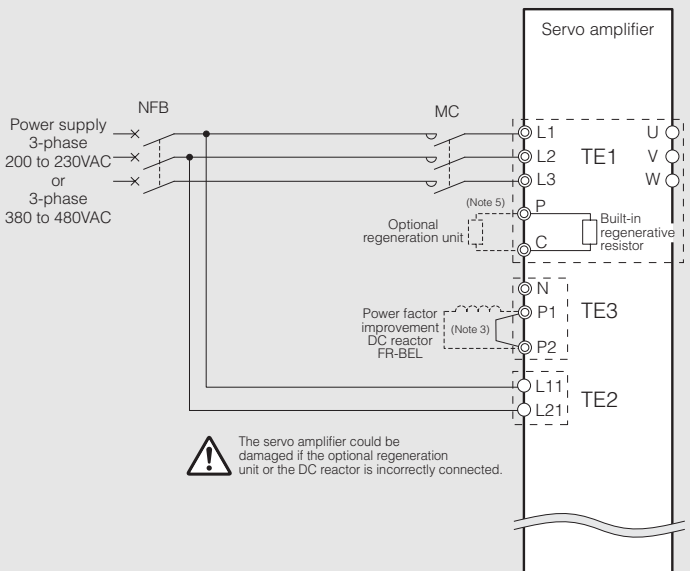 Servo amplifier
NFB
MC
Power supply
3-phase
200 to 230VAC
or
3-phase
380 to 480VAC
L1
L2
L3
TE1
U
V
W
(Note 5)
P
C
Optional
regeneration unit
Built-in
regenerative
resistor
N
P1
P2
TE3
Power factor
improvement
DC reactor
FR-BEL
(Note 3)
L11
L21
TE2
The servo amplifier could be
damaged if the optional regeneration
unit or the DC reactor is incorrectly connected.